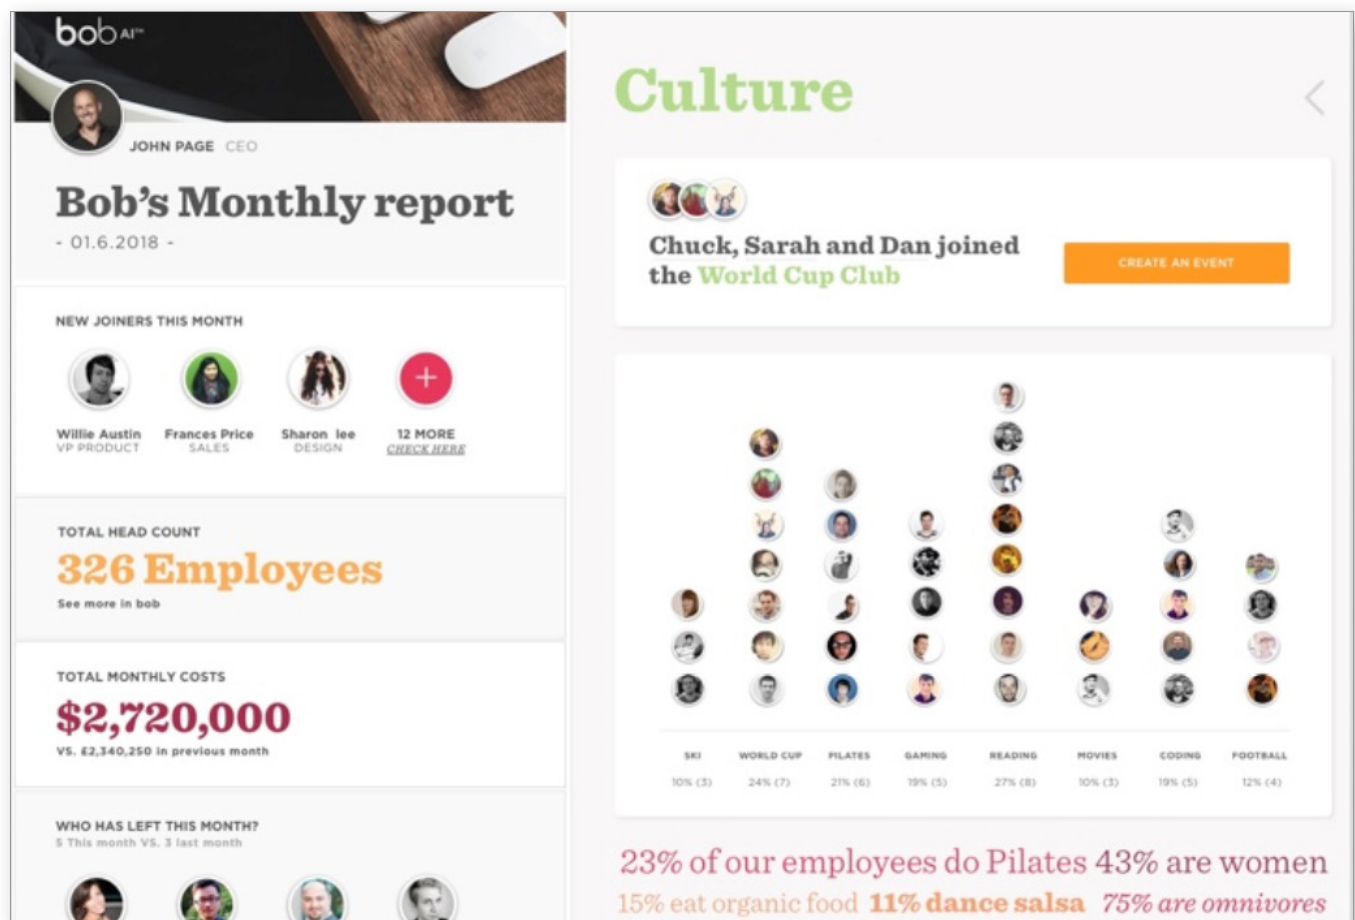 bob AI™
JOHN PAGE CEO
Bob's Monthly report
- 01.6.2018 -
NEW JOINERS THIS MONTH
Willie Austin
VP PRODUCT
Frances Price
SALES
Sharon lee
DESIGN
12 MORE
CHECK HERE
TOTAL HEAD COUNT
326 Employees
See more in bob
TOTAL MONTHLY COSTS
$2,720,000
VS. £2,340,250 in previous month
WHO HAS LEFT THIS MONTH?
5 This month VS. 3 last month
Culture
Chuck, Sarah and Dan joined
the World Cup Club
CREATE AN EVENT
SKI WORLD CUP PILATES GAMING READING MOVIES CODING FOOTBALL
10% (3) 24% (7) 21% (6) 19% (5) 27% (8) 10% (3) 19% (5) 12% (4)
23% of our employees do Pilates 43% are women
15% eat organic food 11% dance salsa 75% are omnivores